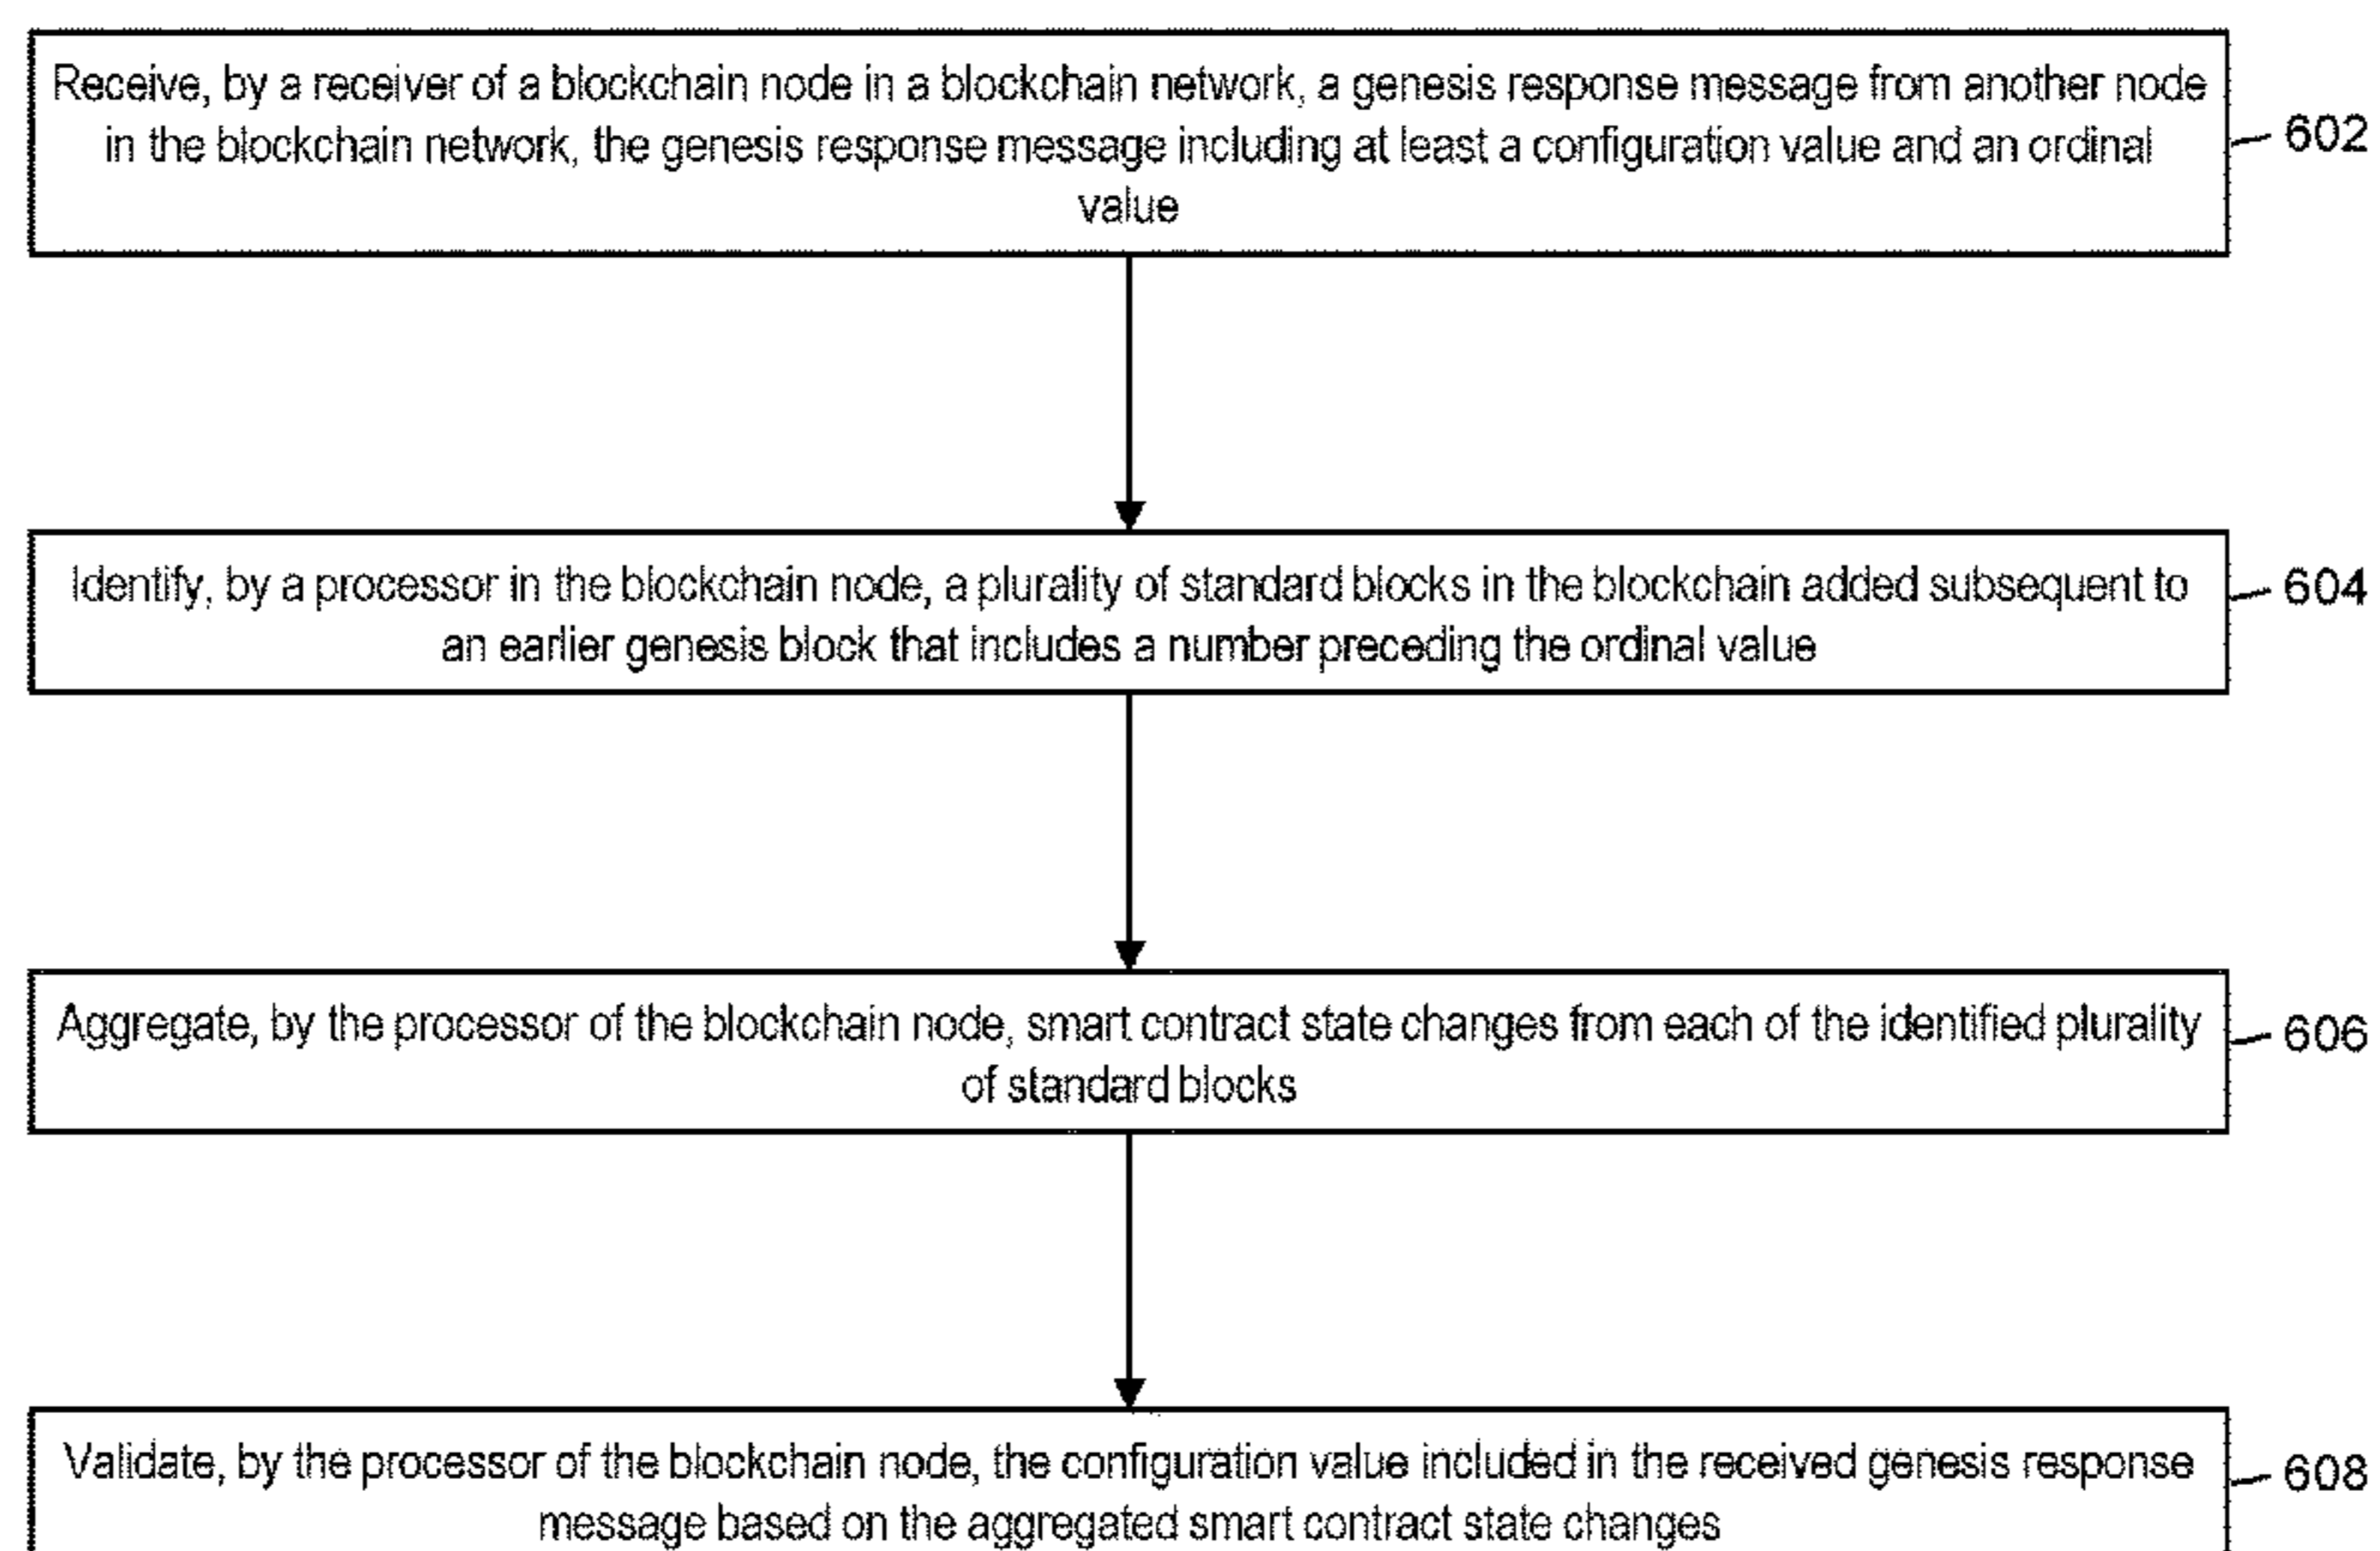 Receive, by a receiver of a blockchain node in a blockchain network, a genesis response message from another node
in the blockchain network, the genesis response message including at least a configuration value and an ordinal
value
602
Identify, by a processor in the blockchain node, a plurality of standard blocks in the blockchain added subsequent to
an earlier genesis block that includes a number preceding the ordinal value
604
Aggregate, by the processor of the blockchain node, smart contract state changes from each of the identified plurality
of standard blocks
606
Validate, by the processor of the blockchain node, the configuration value included in the received genesis response
message based on the aggregated smart contract state changes
608